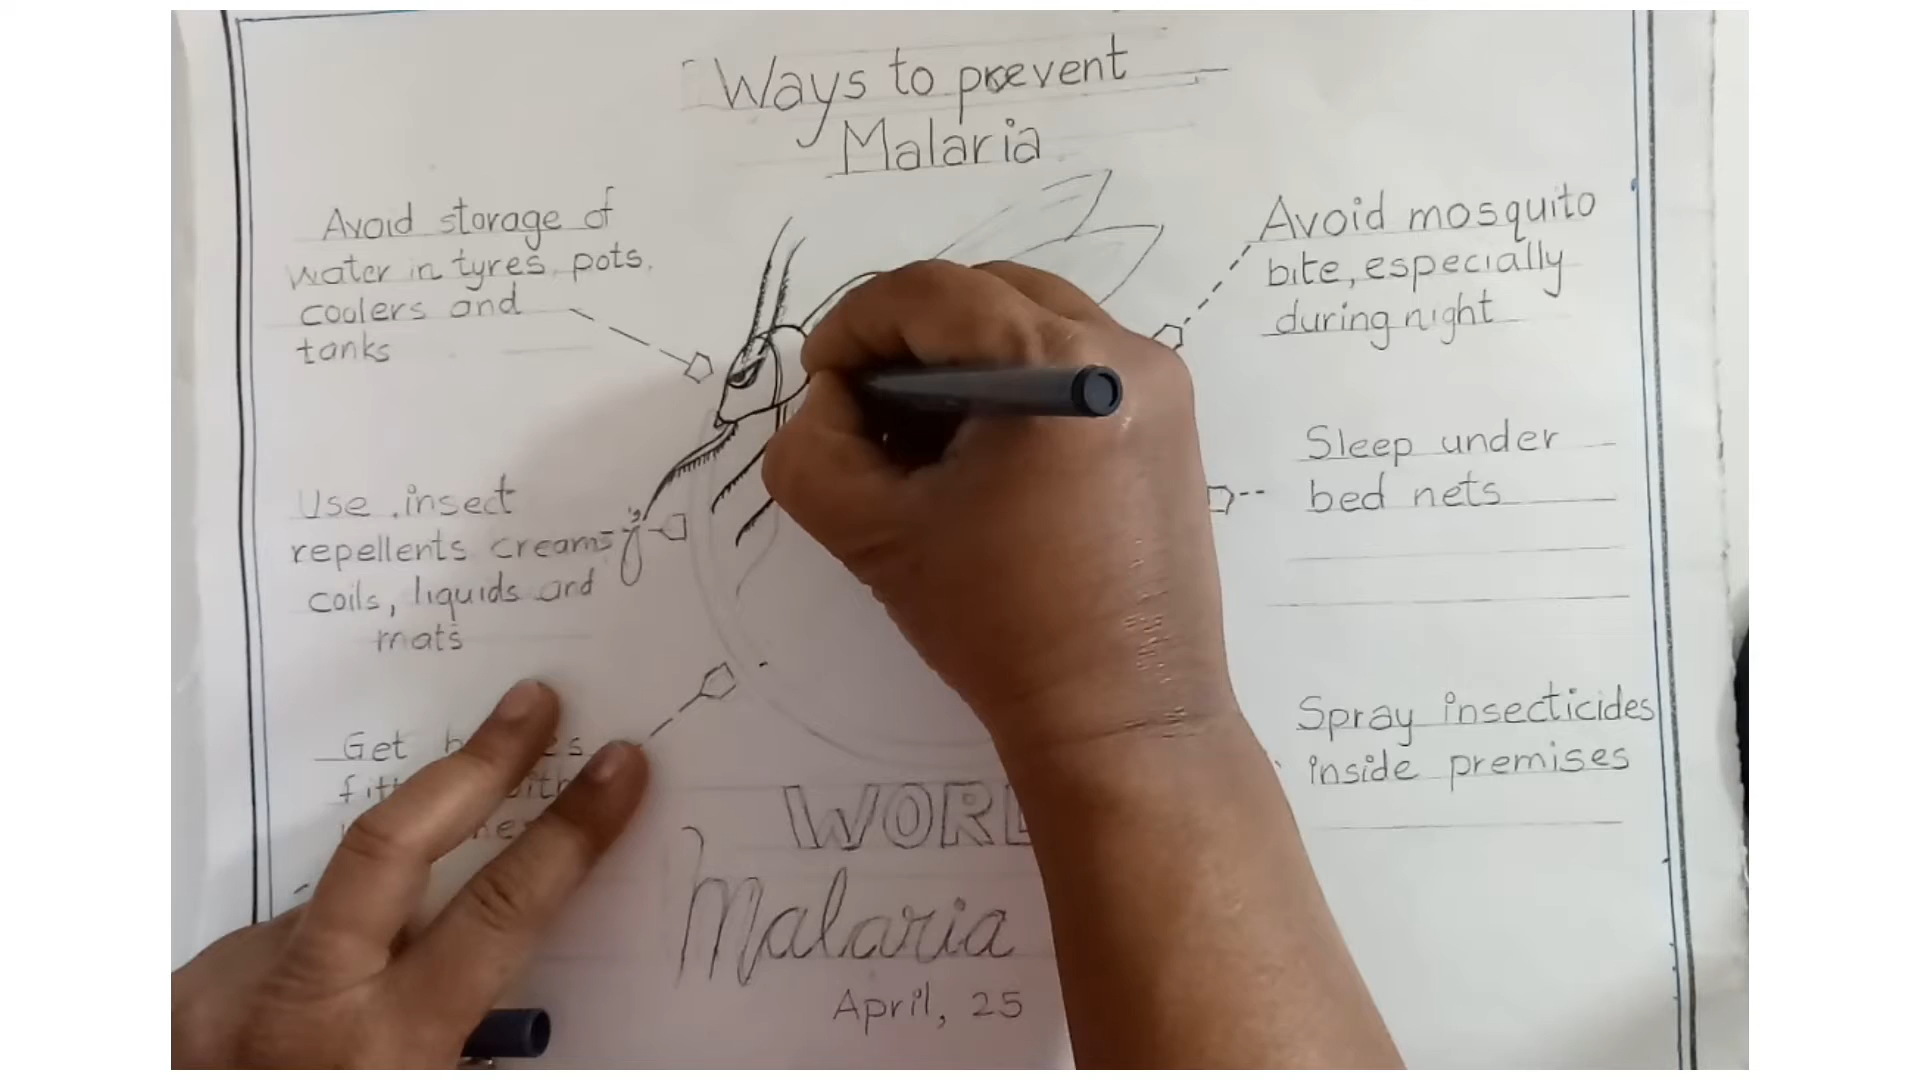 Ways to prevent
Malaria
Avoid storage of
water in tyres, pots,
coolers and
tanks
Use insect
repellents creams
coils, liquids and
mats
Get
Avoid mosquito
bite, especially
during night
Sleep under
bed nets
Spray insecticides
inside premises
Malaria
April, 25